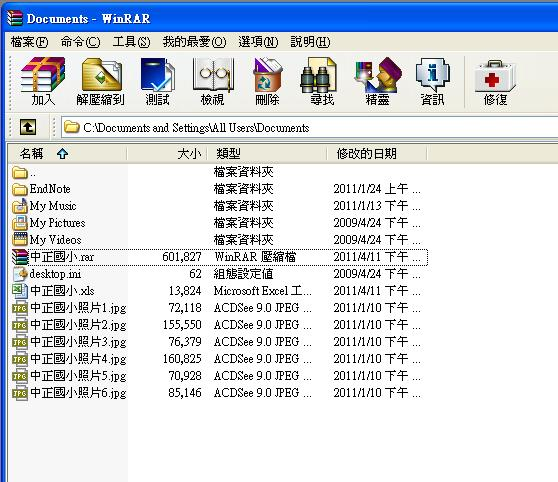 Documents - WinRAR
檔案(F) 命令(C) 工具(S) 我的最愛(O) 選項(N) 說明(H)
加入 解壓縮到 測試 檢視 刪除 尋找 精靈 資訊 修復
C:\Documents and Settings\All Users\Documents
名稱 大小 類型 修改的日期
.. 檔案資料夾
EndNote 檔案資料夾 2011/1/24 上午 ...
My Music 檔案資料夾 2011/1/13 下午 ...
My Pictures 檔案資料夾 2009/4/24 下午 ...
My Videos 檔案資料夾 2009/4/24 下午 ...
中正國小.rar 601,827 WinRAR 壓縮檔 2011/4/11 下午 ...
desktop.ini 62 組態設定值 2009/4/24 下午 ...
中正國小.xls 13,824 Microsoft Excel 工... 2011/4/11 下午 ...
中正國小照片1.jpg 72,118 ACDSee 9.0 JPEG ... 2011/1/10 下午 ...
中正國小照片2.jpg 155,550 ACDSee 9.0 JPEG ... 2011/1/10 下午 ...
中正國小照片3.jpg 76,379 ACDSee 9.0 JPEG ... 2011/1/10 下午 ...
中正國小照片4.jpg 160,825 ACDSee 9.0 JPEG ... 2011/1/10 下午 ...
中正國小照片5.jpg 70,928 ACDSee 9.0 JPEG ... 2011/1/10 下午 ...
中正國小照片6.jpg 85,146 ACDSee 9.0 JPEG ... 2011/1/10 下午 ...